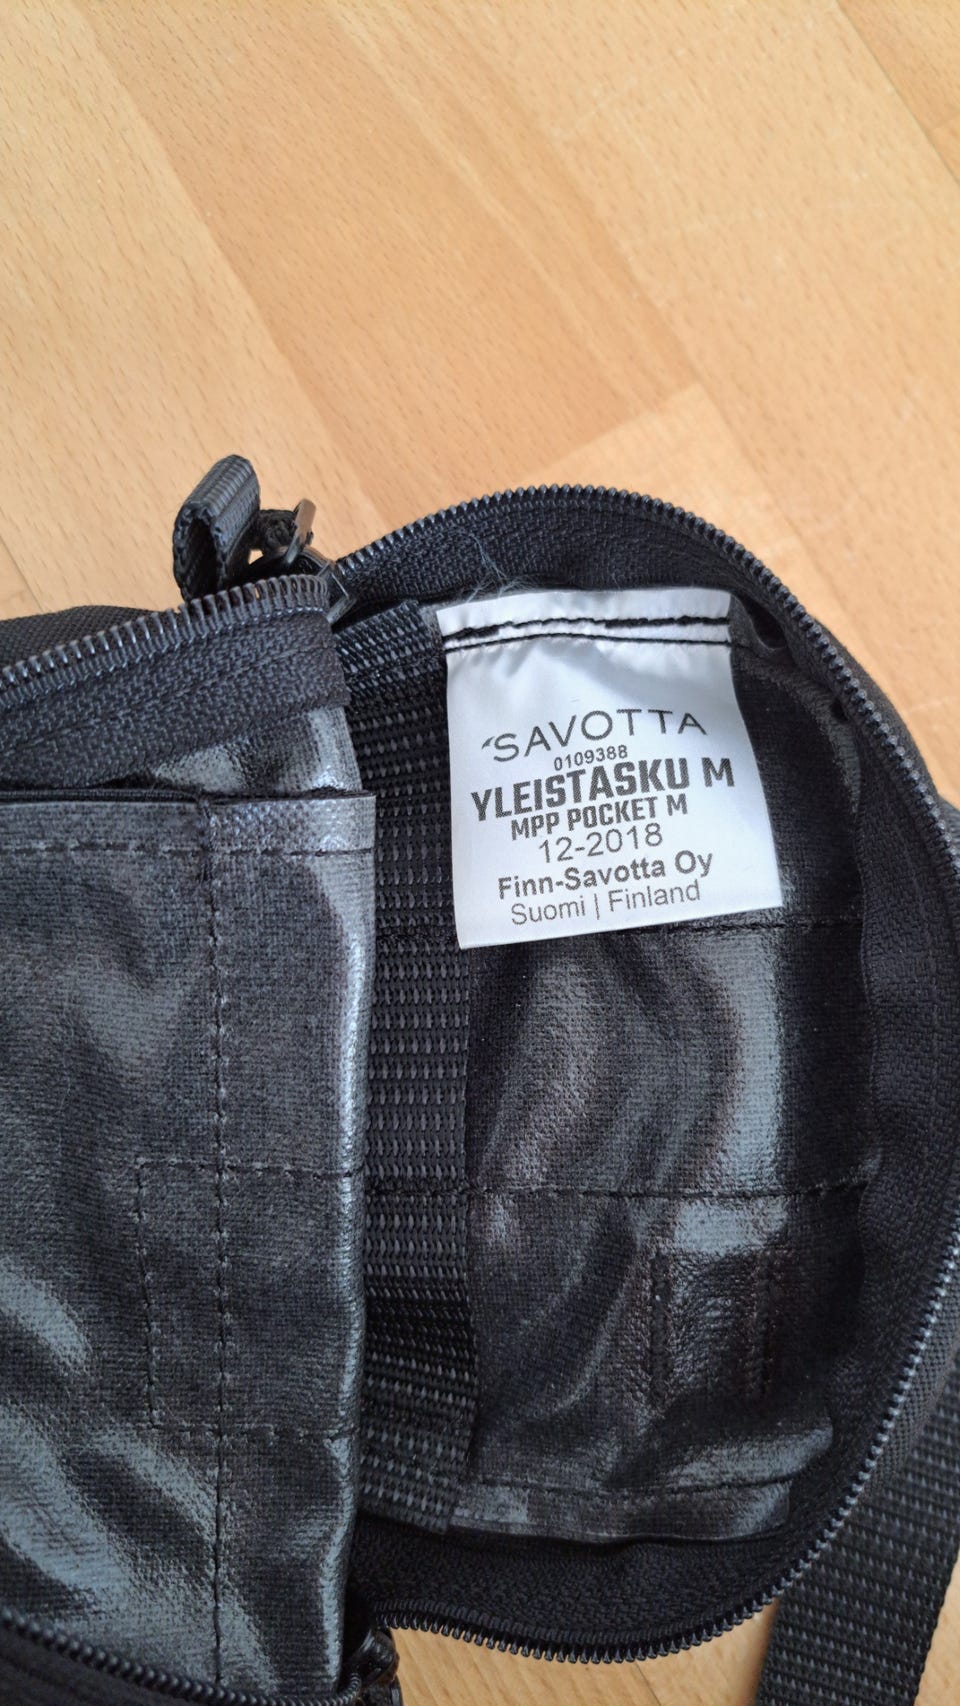 SAVOTTA
0109388
YLEISTASKU M
MPP POCKET M
12-2018
Finn-Savotta Oy
Suomi | Finland